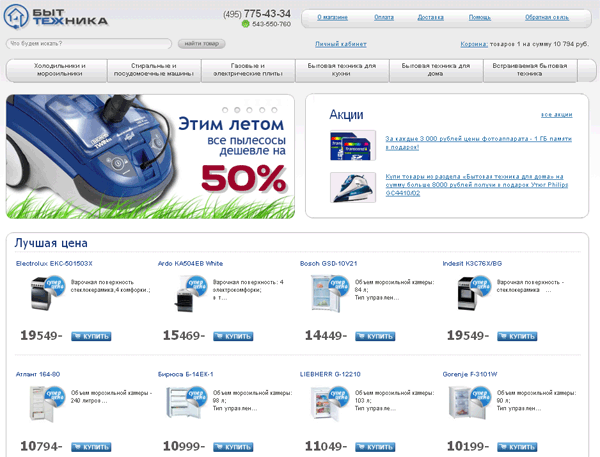 БЫТ
ТЕХНИКА
(495) 775-43-34
543-550-760
О магазине
Оплата
Доставка
Помощь
Обратная связь
Что будем искать?
найти товар
Личный кабинет
Корзина: товаров 1 на сумму 10 794 руб.
Холодильники и морозильники
Стиральные и посудомоечные машины
Газовые и электрические плиты
Бытовая техника для кухни
Бытовая техника для дома
Встраиваемая бытовая техника
Этим летом
все пылесосы
дешевле на
50%
Акции
все акции
За каждые 3 000 рублей цены фотоаппарата - 1 ГБ памяти
в подарок!
Купи товары из раздела «Бытовая техника для дома» на
сумму больше 8000 рублей получи в подарок Утюг Philips
GC4410/02
Лучшая цена
Electrolux EKC-501503X
Ardo KA504EB White
Bosch GSD-10V21
Indesit K3C76X/BG
супер цена
Варочная поверхность
стеклокерамика,4 комфорки.;
супер цена
Варочная поверхность: 4
электрокомфорки;
в т...
супер цена
Объем морозильной камеры:
84 л;
Тип управлен...
супер цена
Варочная поверхность -
стеклокерамика ...
19549-
КУПИТЬ
15469-
КУПИТЬ
14449-
КУПИТЬ
19549-
КУПИТЬ
Атлант 164-80
Бирюса Б-14ЕК-1
LIEBHERR G-12210
Gorenje F-3101W
супер цена
Объем морозильной камеры -
240 литров...
супер цена
Объем морозильной камеры:
98 л;
Тип управлен...
супер цена
Объем морозильной камеры:
100 л;
Тип управлен...
супер цена
Объем морозильной камеры:
90 л;
Тип управлен...
10794-
КУПИТЬ
10999-
КУПИТЬ
11049-
КУПИТЬ
10199-
КУПИТЬ